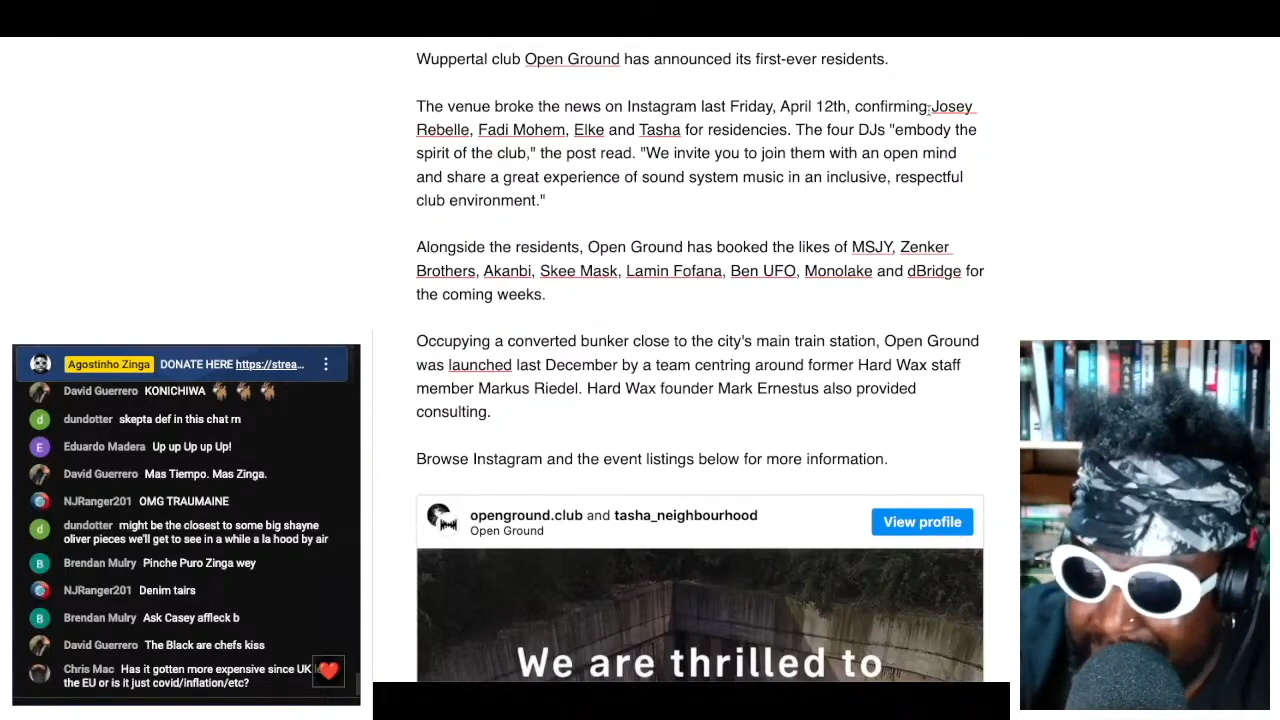 Wuppertal club Open Ground has announced its first-ever residents.
The venue broke the news on Instagram last Friday, April 12th, confirming Josey
Rebelle, Fadi Mohem, Elke and Tasha for residencies. The four DJs "embody the
spirit of the club," the post read. "We invite you to join them with an open mind
and share a great experience of sound system music in an inclusive, respectful
club environment."
Alongside the residents, Open Ground has booked the likes of MSJY, Zenker
Brothers, Akanbi, Skee Mask, Lamin Fofana, Ben UFO, Monolake and dBridge for
the coming weeks.
Occupying a converted bunker close to the city's main train station, Open Ground
was launched last December by a team centring around former Hard Wax staff
member Markus Riedel. Hard Wax founder Mark Ernestus also provided
consulting.
Browse Instagram and the event listings below for more information.
openground.club and tasha_neighbourhood
Open Ground
View profile
We are thrilled to
Agostinho Zinga DONATE HERE https://strea...
David Guerrero KONICHIWA
d dundotter skepta def in this chat rn
E Eduardo Madera Up up Up up Up!
David Guerrero Mas Tiempo. Mas Zinga.
NJRanger201 OMG TRAUMAINE
d dundotter might be the closest to some big shayne
oliver pieces we'll get to see in a while a la hood by air
B Brendan Mulry Pinche Puro Zinga wey
NJRanger201 Denim tairs
B Brendan Mulry Ask Casey affleck b
David Guerrero The Black are chefs kiss
Chris Mac Has it gotten more expensive since UK
the EU or is it just covid/inflation/etc?